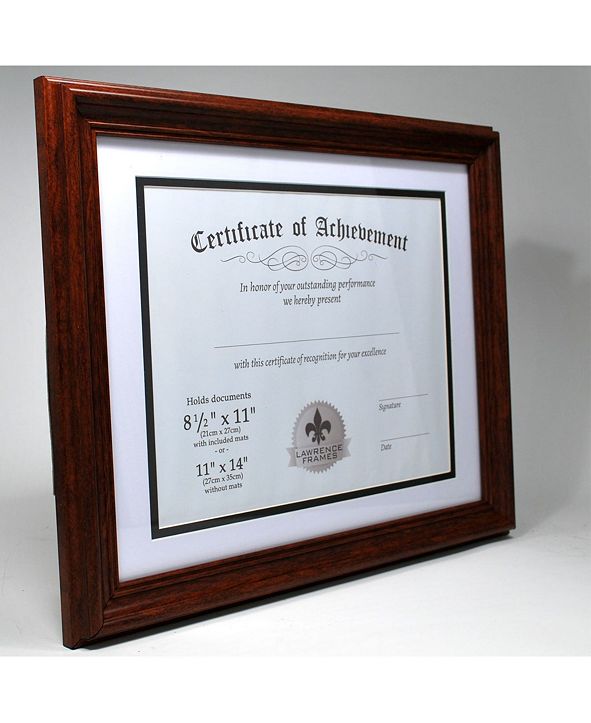 Certificate of Achievement
In honor of your outstanding performance
we hereby present
with this certificate of recognition for your excellence
Holds documents
8 1/2" x 11"
(21cm x 27cm)
with included mats
- or -
11" x 14"
(27cm x 35cm)
without mats
LAWRENCE
FRAMES
Signature
Date